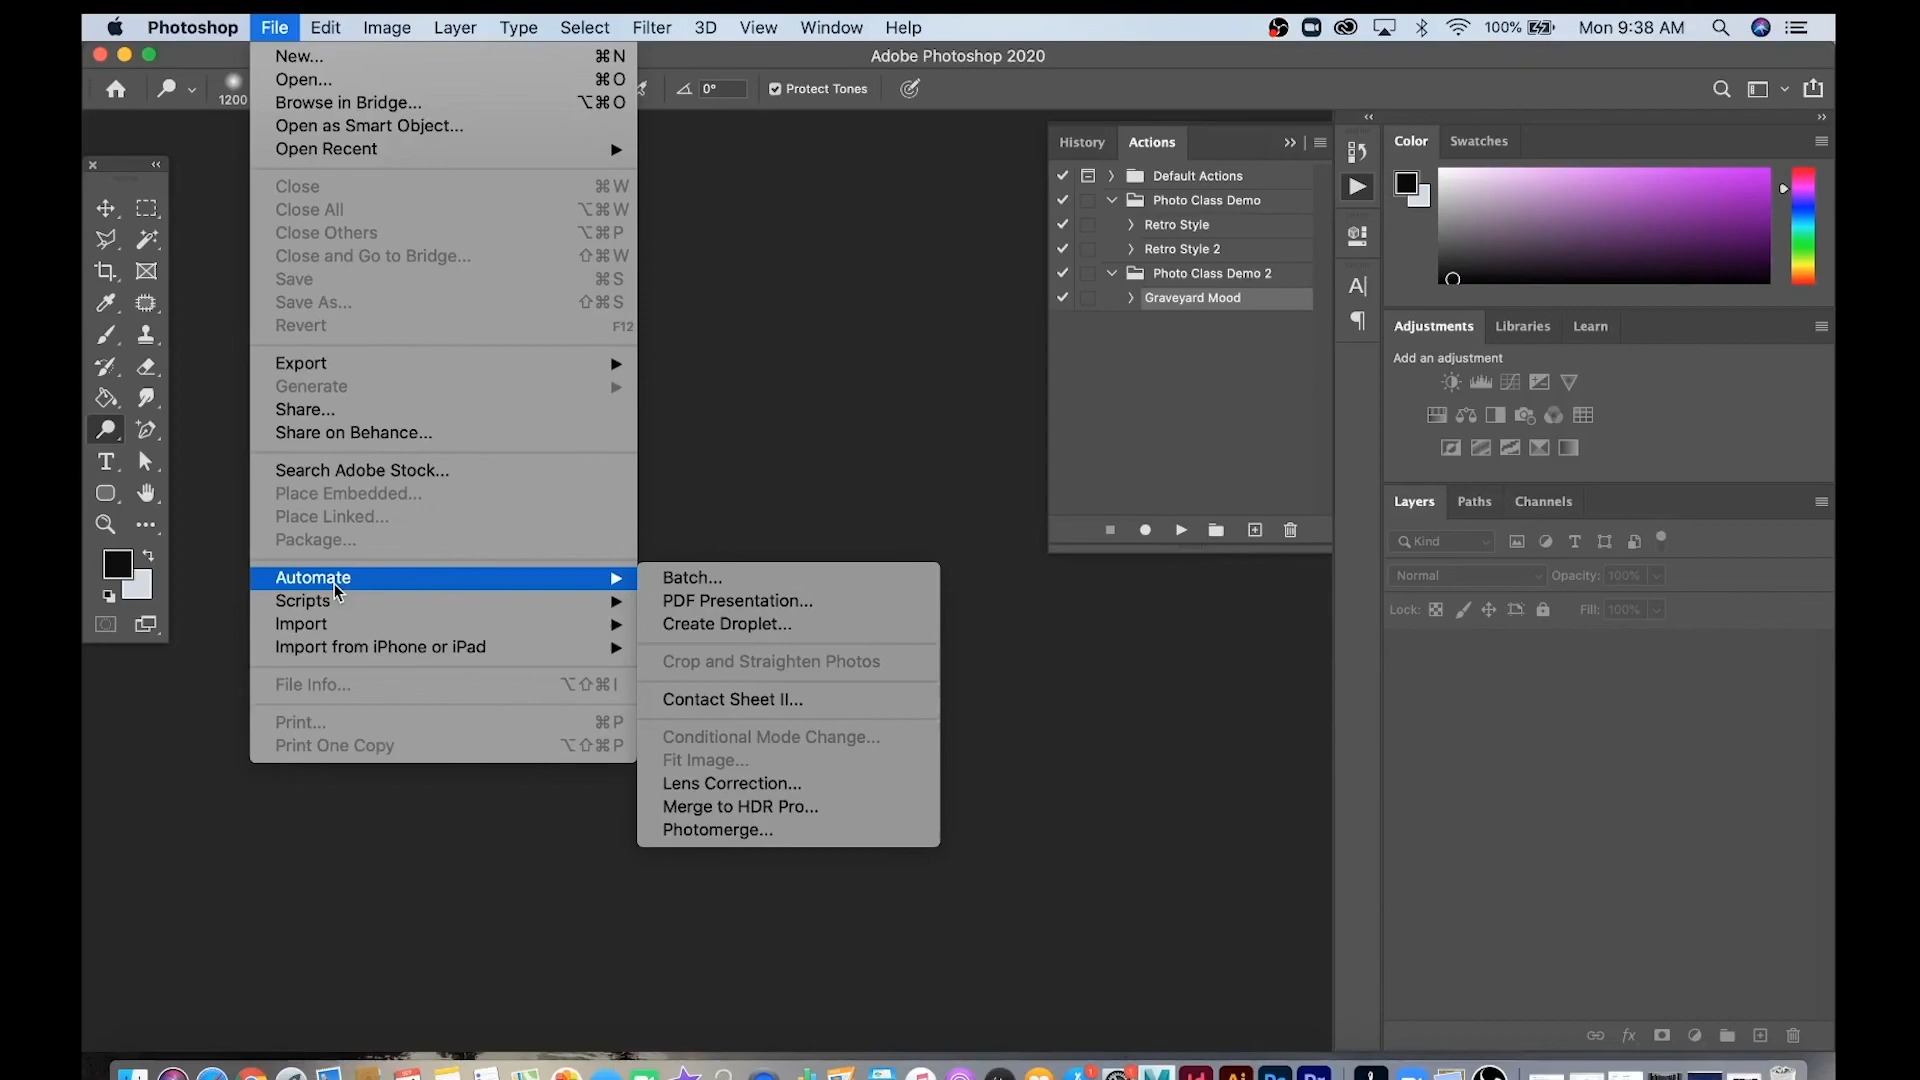 Photoshop File Edit Image Layer Type Select Filter 3D View Window Help 100% Mon 9:38 AM
Adobe Photoshop 2020
1200 0° Protect Tones
New... ⌘N
Open... ⌘O
Browse in Bridge... ⌥⌘O
Open as Smart Object...
Open Recent
Close ⌘W
Close All ⌥⌘W
Close Others ⌥⌘P
Close and Go to Bridge... ⇧⌘W
Save ⌘S
Save As... ⇧⌘S
Revert F12
Export
Generate
Share...
Share on Behance...
Search Adobe Stock...
Place Embedded...
Place Linked...
Package...
Automate
Scripts
Import
Import from iPhone or iPad
File Info... ⌥⇧⌘I
Print... ⌘P
Print One Copy ⌥⇧⌘P
Batch...
PDF Presentation...
Create Droplet...
Crop and Straighten Photos
Contact Sheet II...
Conditional Mode Change...
Fit Image...
Lens Correction...
Merge to HDR Pro...
Photomerge...
History Actions
Default Actions
Photo Class Demo
Retro Style
Retro Style 2
Photo Class Demo 2
Graveyard Mood
Color Swatches
Adjustments Libraries Learn
Add an adjustment
Layers Paths Channels
Kind
Normal Opacity: 100%
Lock: Fill: 100%
fx